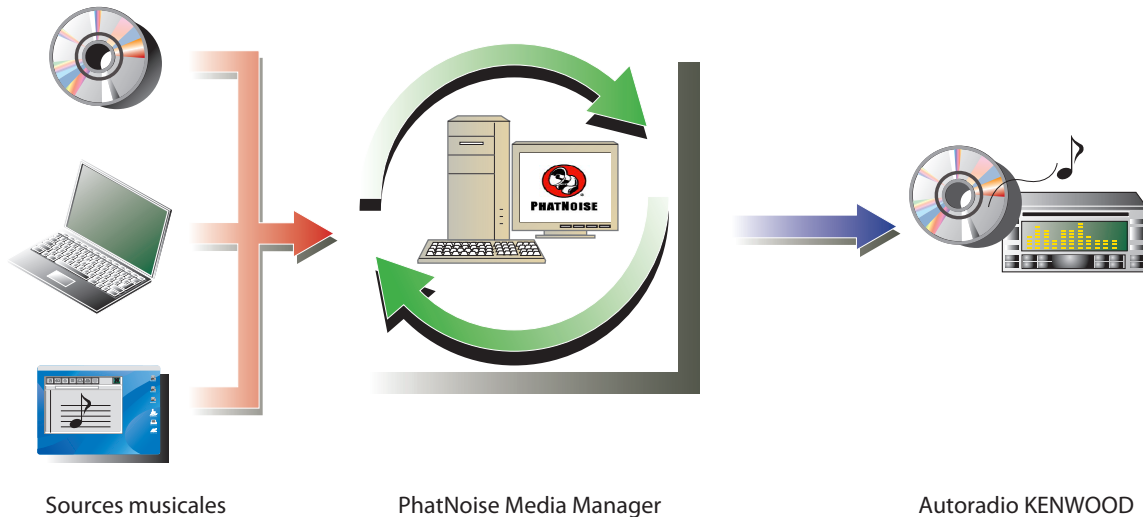 PHATNOISE
Sources musicales
PhatNoise Media Manager
Autoradio KENWOOD